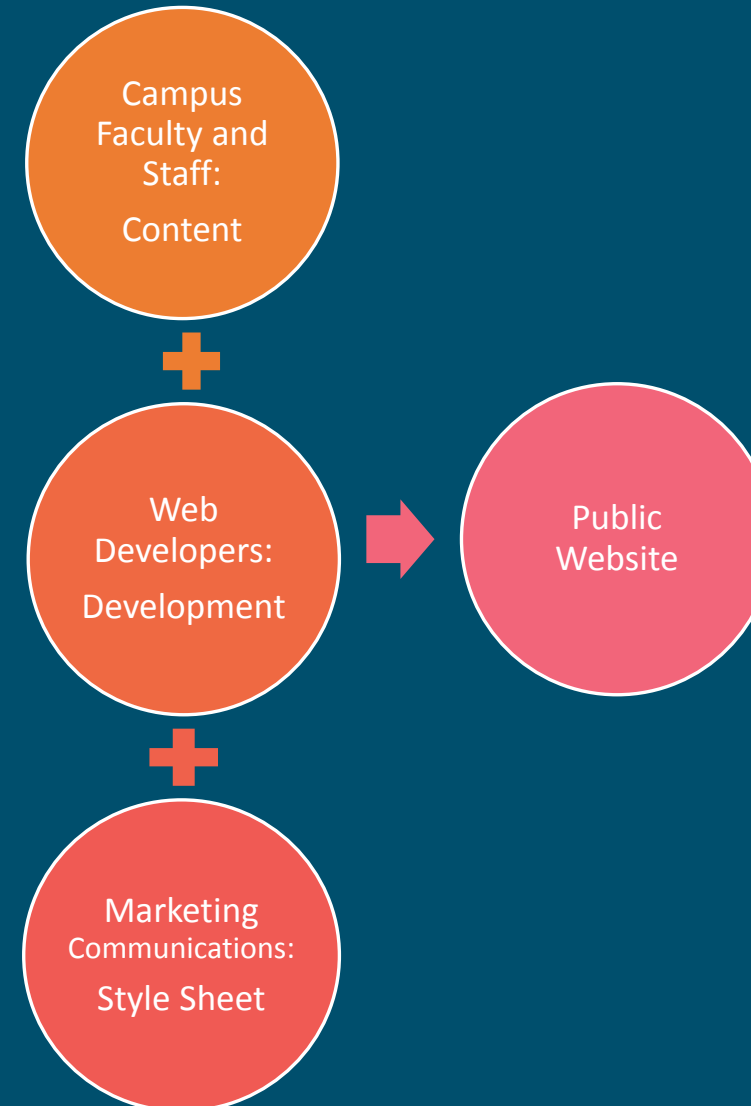 Campus
Faculty and
Staff:
Content
Web
Developers:
Development
Marketing
Communications:
Style Sheet
Public
Website